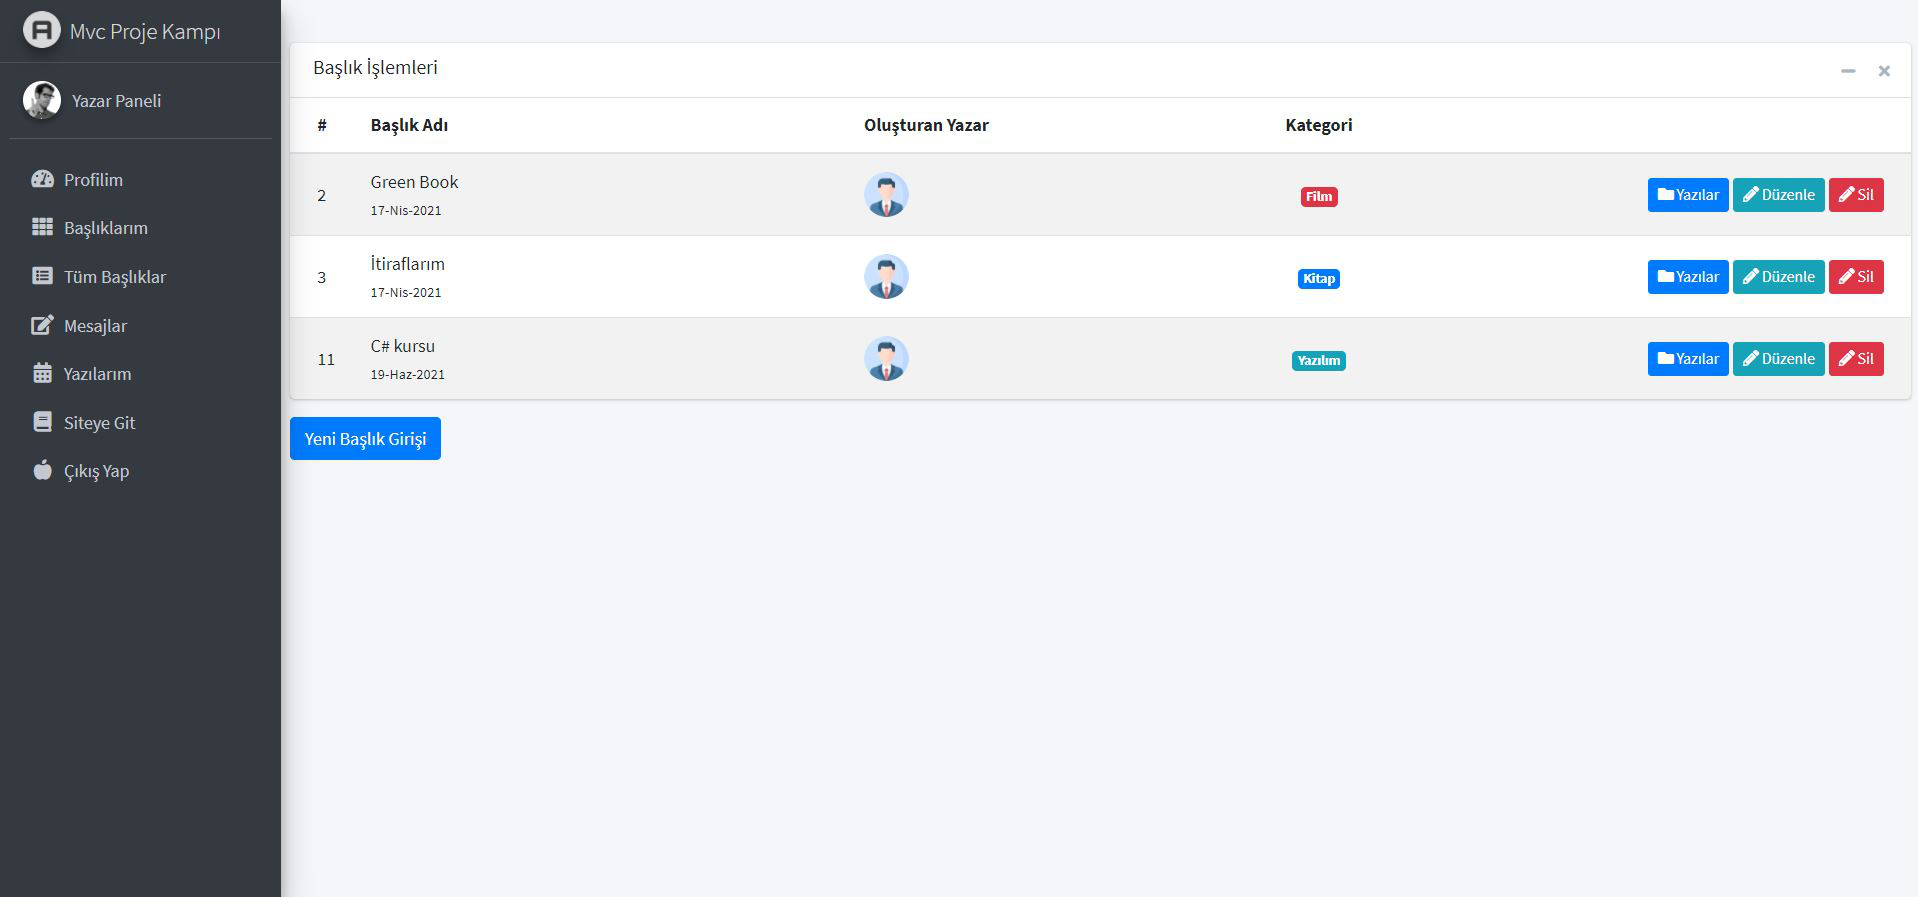 Mvc Proje Kampı
Yazar Paneli
Profilim
Başlıklarım
Tüm Başlıklar
Mesajlar
Yazılarım
Siteye Git
Çıkış Yap
Başlık İşlemleri
# Başlık Adı Oluşturan Yazar Kategori
2 Green Book Film Yazılar Düzenle Sil
17-Nis-2021
3 İtiraflarım Kitap Yazılar Düzenle Sil
17-Nis-2021
11 C# kursu Yazılım Yazılar Düzenle Sil
19-Haz-2021
Yeni Başlık Girişi